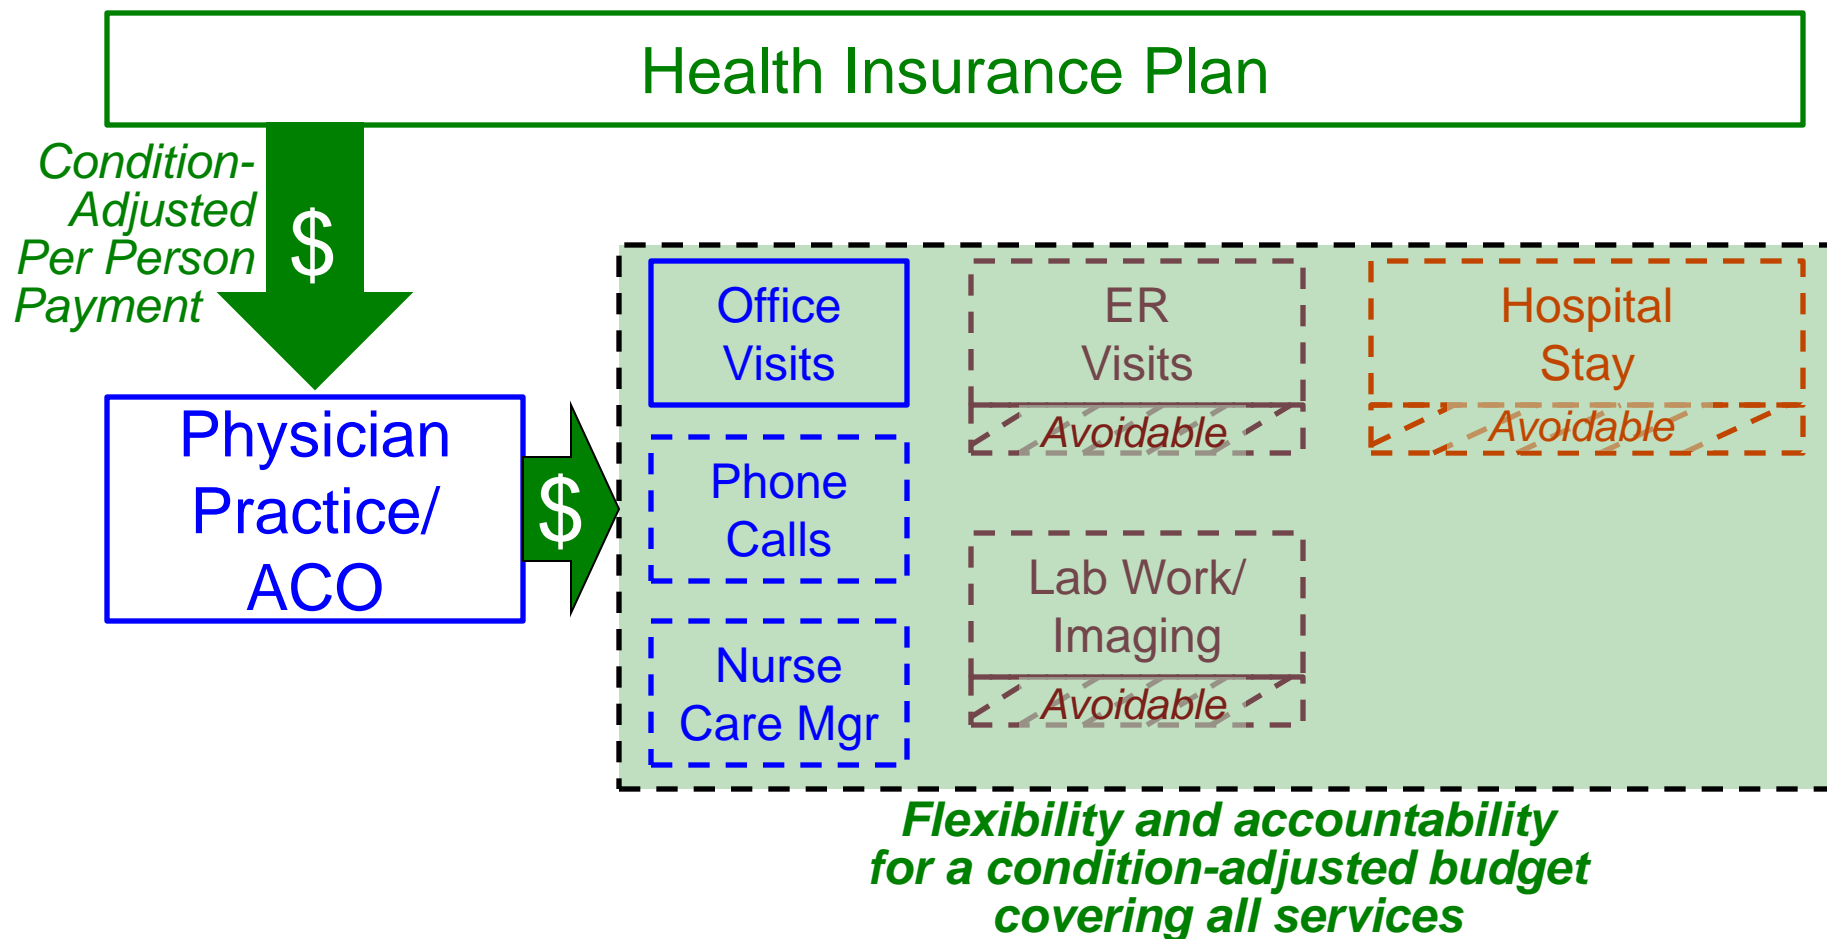 Health Insurance Plan
Condition-
Adjusted
Per Person
Payment
$
Physician
Practice/
ACO
$
Office
Visits
Phone
Calls
Nurse
Care Mgr
ER
Visits
Avoidable
Lab Work/
Imaging
Avoidable
Hospital
Stay
Avoidable
Flexibility and accountability
for a condition-adjusted budget
covering all services